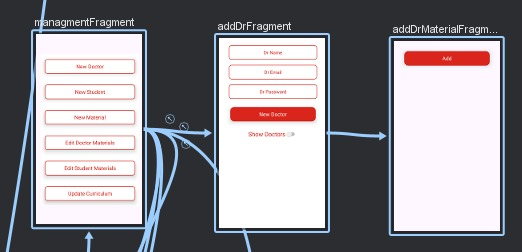 managmentFragment
New Doctor
New Student
New Material
Edit Doctor Materials
Edit Student Materials
Update Curriculum
addDrFragment
Dr Name
Dr Email
Dr Password
New Doctor
Show Doctors
addDrMaterialFragm...
Add